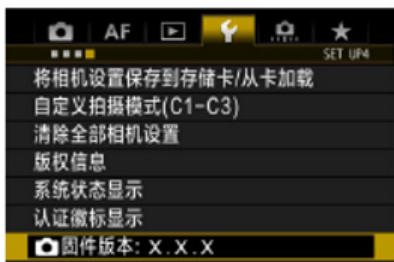 AF
SET UP4
将相机设置保存到存储卡/从卡加载
自定义拍摄模式(C1-C3)
清除全部相机设置
版权信息
系统状态显示
认证徽标显示
固件版本: X.X.X